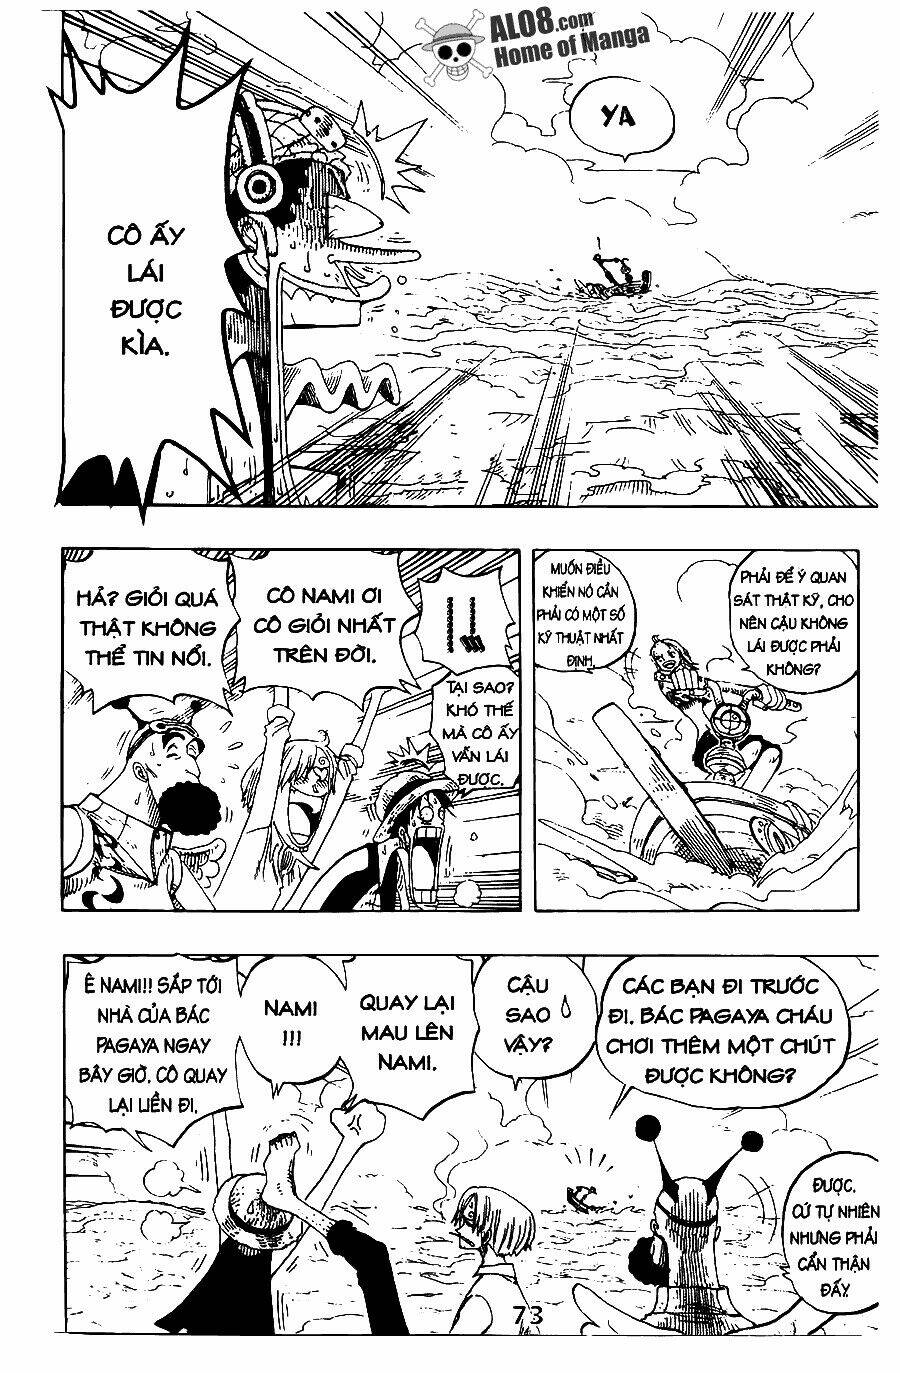 ALO8.com
Home of Manga
YA
CÔ ẤY
LÁI
ĐƯỢC
KÌA.
PHẢI ĐỂ Ý QUAN
SÁT THẬT KỸ, CHO
NÊN CẬU KHÔNG
LÁI ĐƯỢC PHẢI
KHÔNG?
MUỐN ĐIỀU
KHIỂN NÓ CẦN
PHẢI CÓ MỘT SỐ
KỸ THUẬT NHẤT
ĐỊNH.
TẠI SAO?
KHÓ THẾ
MÀ CÔ ẤY
VẪN LÁI
ĐƯỢC.
CÔ NAMI ƠI
CÔ GIỎI NHẤT
TRÊN ĐỜI.
HẢ? GIỎI QUÁ
THẬT KHÔNG
THỂ TIN NỔI.
CÁC BẠN ĐI TRƯỚC
ĐI. BÁC PAGAYA CHÁU
CHƠI THÊM MỘT CHÚT
ĐƯỢC KHÔNG?
ĐƯỢC.
CỨ TỰ NHIÊN
NHƯNG PHẢI
CẨN THẬN
ĐẤY.
CẬU
SAO
VẬY?
QUAY LẠI
MAU LÊN
NAMI.
NAMI
!!!
Ê NAMI!! SẮP TỚI
NHÀ CỦA BÁC
PAGAYA NGAY
BÂY GIỜ. CÔ QUAY
LẠI LIỀN ĐI.
73